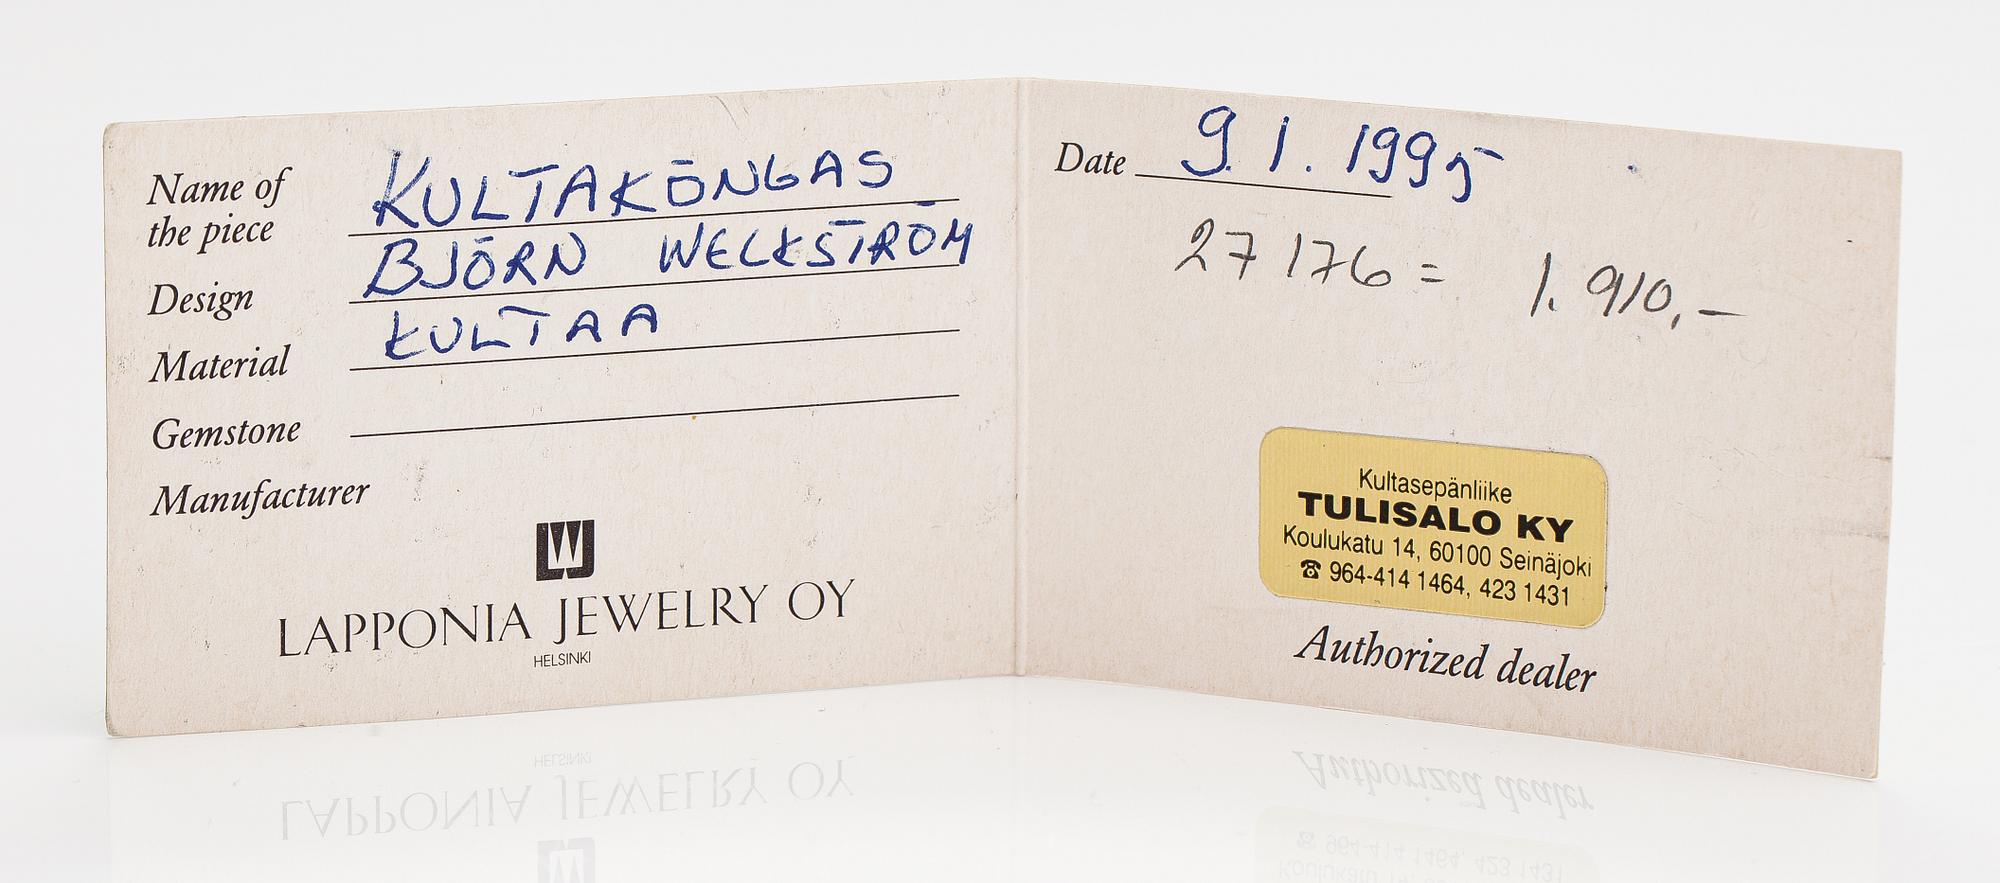 Name of
the piece KULTAKÖNGAS
Design BJÖRN WECKSTRÖM
Material KULTAA
Gemstone
Manufacturer
LAPPONIA JEWELRY OY
HELSINKI
Date 9.1.1995
27176 = 1.910,-
Kultasepänliike
TULISALO KY
Koulukatu 14, 60100 Seinäjoki
☎ 964-414 1464, 423 1431
Authorized dealer